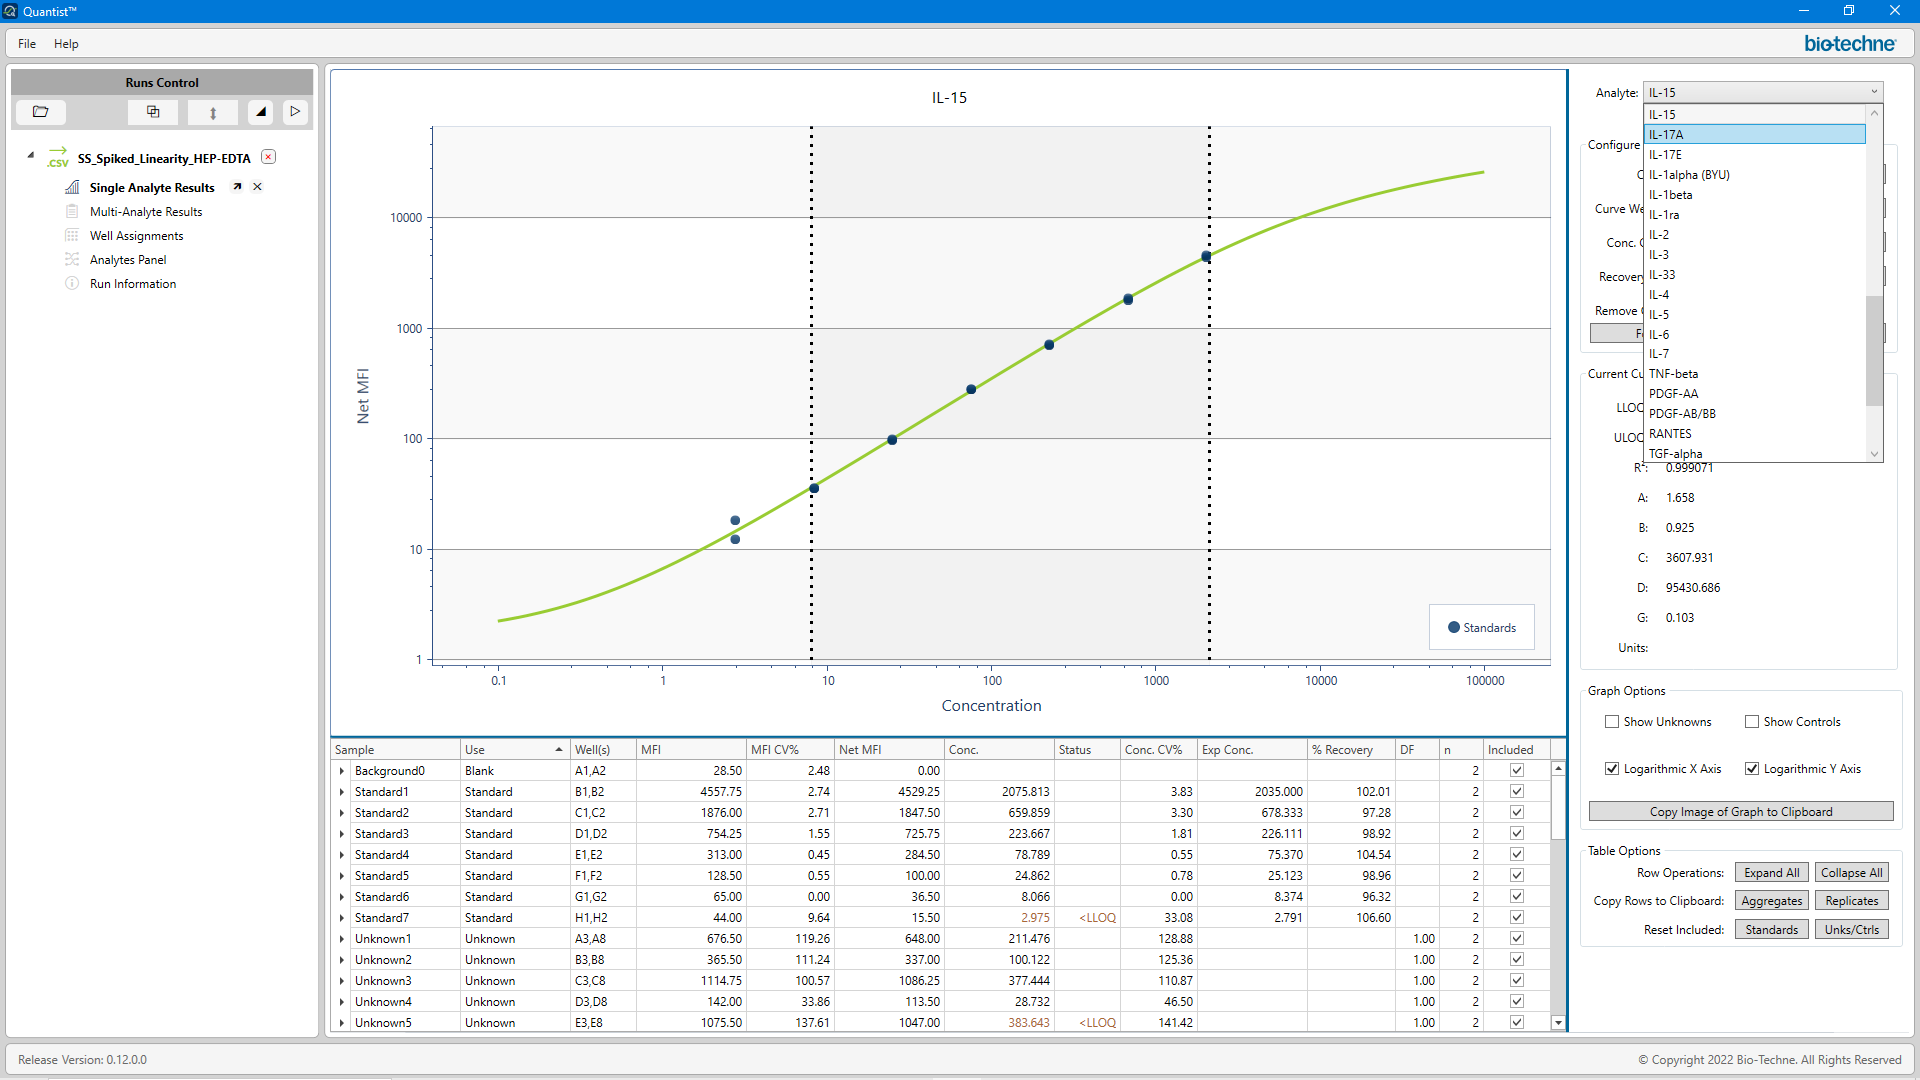 Quantist™
File Help
bio-techne
Runs Control
.CSV SS_Spiked_Linearity_HEP-EDTA
Single Analyte Results
Multi-Analyte Results
Well Assignments
Analytes Panel
Run Information
IL-15
10000
1000
100
10
1
Net MFI
0.1 1 10 100 1000 10000 100000
Concentration
Standards
Analyte: IL-15
IL-15
IL-17A
IL-17E
IL-1alpha (BYU)
IL-1beta
IL-1ra
IL-2
IL-3
IL-33
IL-4
IL-5
IL-6
IL-7
TNF-beta
PDGF-AA
PDGF-AB/BB
RANTES
TGF-alpha
Configure
Curve We
Conc. C
Recovery
Remove
Current Cu
LLOQ
ULOQ
R²: 0.999071
A: 1.658
B: 0.925
C: 3607.931
D: 95430.686
G: 0.103
Units:
Graph Options
Show Unknowns Show Controls
Logarithmic X Axis Logarithmic Y Axis
Copy Image of Graph to Clipboard
Table Options
Row Operations: Expand All Collapse All
Copy Rows to Clipboard: Aggregates Replicates
Reset Included: Standards Unks/Ctrls
Sample Use Well(s) MFI MFI CV% Net MFI Conc. Status Conc. CV% Exp Conc. % Recovery DF n Included
Background0 Blank A1,A2 28.50 2.48 0.00 2
Standard1 Standard B1,B2 4557.75 2.74 4529.25 2075.813 3.83 2035.000 102.01 2
Standard2 Standard C1,C2 1876.00 2.71 1847.50 659.859 3.30 678.333 97.28 2
Standard3 Standard D1,D2 754.25 1.55 725.75 223.667 1.81 226.111 98.92 2
Standard4 Standard E1,E2 313.00 0.45 284.50 78.789 0.55 75.370 104.54 2
Standard5 Standard F1,F2 128.50 0.55 100.00 24.862 0.78 25.123 98.96 2
Standard6 Standard G1,G2 65.00 0.00 36.50 8.066 0.00 8.374 96.32 2
Standard7 Standard H1,H2 44.00 9.64 15.50 2.975 <LLOQ 33.08 2.791 106.60 2
Unknown1 Unknown A3,A8 676.50 119.26 648.00 211.476 128.88 1.00 2
Unknown2 Unknown B3,B8 365.50 111.24 337.00 100.122 125.36 1.00 2
Unknown3 Unknown C3,C8 1114.75 100.57 1086.25 377.444 110.87 1.00 2
Unknown4 Unknown D3,D8 142.00 33.86 113.50 28.732 46.50 1.00 2
Unknown5 Unknown E3,E8 1075.50 137.61 1047.00 383.643 <LLOQ 141.42 1.00 2
Release Version: 0.12.0.0
© Copyright 2022 Bio-Techne. All Rights Reserved